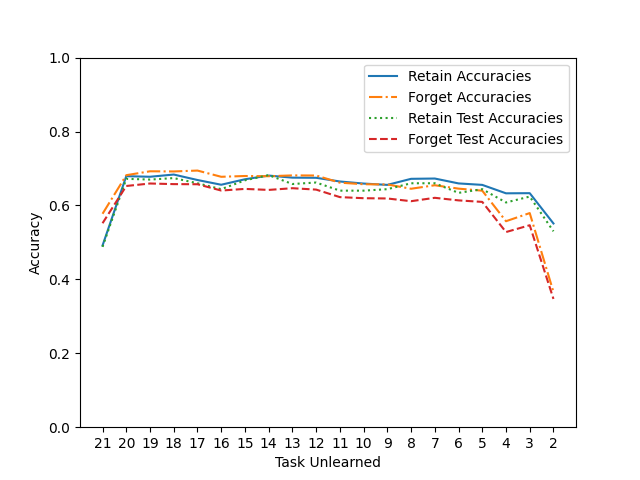 1.0
0.8
0.6
0.4
0.2
0.0
Accuracy
Retain Accuracies
Forget Accuracies
Retain Test Accuracies
Forget Test Accuracies
21 20 19 18 17 16 15 14 13 12 11 10 9 8 7 6 5 4 3 2
Task Unlearned